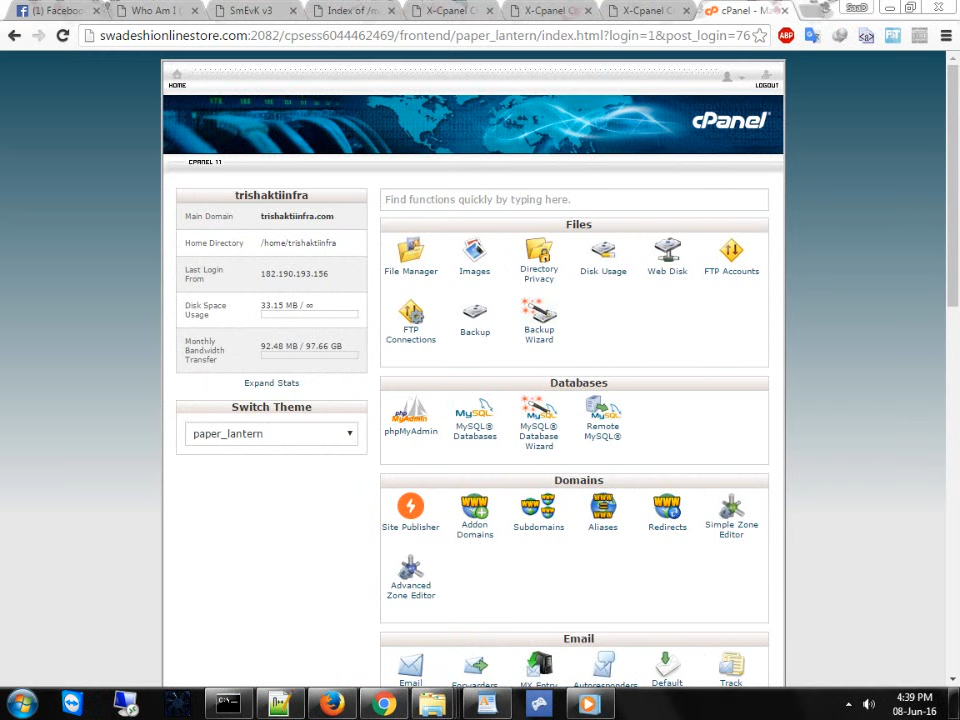 (1) Faceboo
Who Am I
SmEvK v3
Index of /m
X-Cpanel C
X-Cpanel C
X-Cpanel C
cPanel - M
SaaD
swadeshionlinestore.com:2082/cpsess6044462469/frontend/paper_lantern/index.html?login=1&post_login=76
ABP
HOME
LOGOUT
cPanel®
CPANEL 11
trishaktiinfra
Main Domain
trishaktiinfra.com
Home Directory
/home/trishaktiinfra
Last Login
From
182.190.193.156
Disk Space
Usage
33.15 MB / ∞
Monthly
Bandwidth
Transfer
92.48 MB / 97.66 GB
Expand Stats
Switch Theme
paper_lantern
Find functions quickly by typing here.
Files
File Manager
Images
Directory
Privacy
Disk Usage
Web Disk
FTP Accounts
FTP
Connections
Backup
Backup
Wizard
Databases
phpMyAdmin
MySQL®
Databases
MySQL®
Database
Wizard
Remote
MySQL®
Domains
Site Publisher
Addon
Domains
Subdomains
Aliases
Redirects
Simple Zone
Editor
Advanced
Zone Editor
Email
Email
Forwarders
MX Entry
Autoresponders
Default
Track
4:39 PM
08-Jun-16